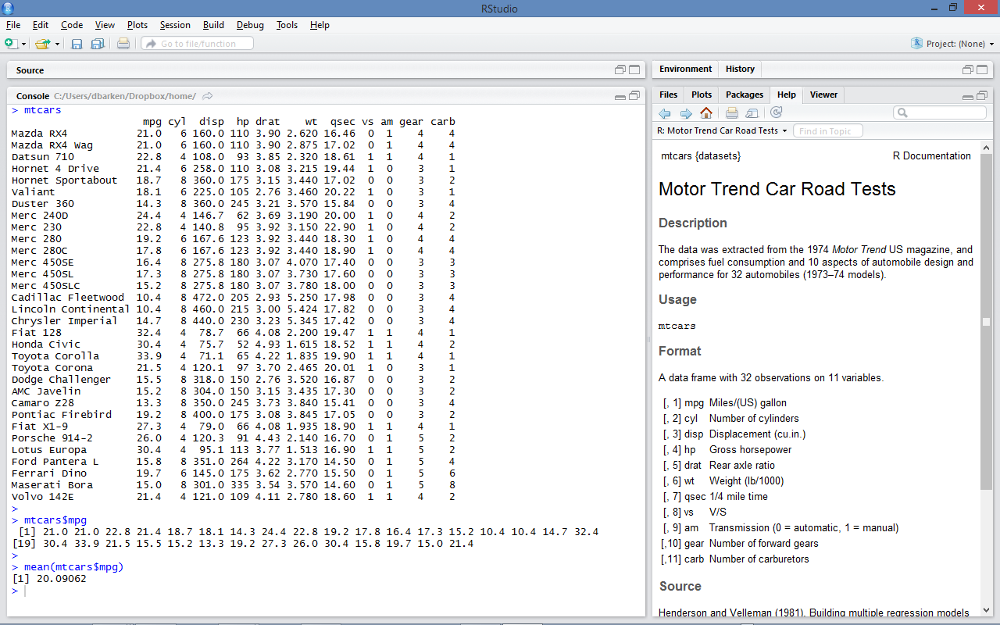 RStudio
File Edit Code View Plots Session Build Debug Tools Help
Go to file/function
Project: (None)
Source
Console C:/Users/dbarken/Dropbox/home/
> mtcars
                     mpg cyl  disp  hp drat    wt  qsec vs am gear carb
Mazda RX4           21.0   6 160.0 110 3.90 2.620 16.46  0  1    4    4
Mazda RX4 Wag       21.0   6 160.0 110 3.90 2.875 17.02  0  1    4    4
Datsun 710          22.8   4 108.0  93 3.85 2.320 18.61  1  1    4    1
Hornet 4 Drive      21.4   6 258.0 110 3.08 3.215 19.44  1  0    3    1
Hornet Sportabout   18.7   8 360.0 175 3.15 3.440 17.02  0  0    3    2
Valiant             18.1   6 225.0 105 2.76 3.460 20.22  1  0    3    1
Duster 360          14.3   8 360.0 245 3.21 3.570 15.84  0  0    3    4
Merc 240D           24.4   4 146.7  62 3.69 3.190 20.00  1  0    4    2
Merc 230            22.8   4 140.8  95 3.92 3.150 22.90  1  0    4    2
Merc 280            19.2   6 167.6 123 3.92 3.440 18.30  1  0    4    4
Merc 280C           17.8   6 167.6 123 3.92 3.440 18.90  1  0    4    4
Merc 450SE          16.4   8 275.8 180 3.07 4.070 17.40  0  0    3    3
Merc 450SL          17.3   8 275.8 180 3.07 3.730 17.60  0  0    3    3
Merc 450SLC         15.2   8 275.8 180 3.07 3.780 18.00  0  0    3    3
Cadillac Fleetwood  10.4   8 472.0 205 2.93 5.250 17.98  0  0    3    4
Lincoln Continental 10.4   8 460.0 215 3.00 5.424 17.82  0  0    3    4
Chrysler Imperial   14.7   8 440.0 230 3.23 5.345 17.42  0  0    3    4
Fiat 128            32.4   4  78.7  66 4.08 2.200 19.47  1  1    4    1
Honda Civic         30.4   4  75.7  52 4.93 1.615 18.52  1  1    4    2
Toyota Corolla      33.9   4  71.1  65 4.22 1.835 19.90  1  1    4    1
Toyota Corona       21.5   4 120.1  97 3.70 2.465 20.01  1  0    3    1
Dodge Challenger    15.5   8 318.0 150 2.76 3.520 16.87  0  0    3    2
AMC Javelin         15.2   8 304.0 150 3.15 3.435 17.30  0  0    3    2
Camaro Z28          13.3   8 350.0 245 3.73 3.840 15.41  0  0    3    4
Pontiac Firebird    19.2   8 400.0 175 3.08 3.845 17.05  0  0    3    2
Fiat X1-9           27.3   4  79.0  66 4.08 1.935 18.90  1  1    4    1
Porsche 914-2       26.0   4 120.3  91 4.43 2.140 16.70  0  1    5    2
Lotus Europa        30.4   4  95.1 113 3.77 1.513 16.90  1  1    5    2
Ford Pantera L      15.8   8 351.0 264 4.22 3.170 14.50  0  1    5    4
Ferrari Dino        19.7   6 145.0 175 3.62 2.770 15.50  0  1    5    6
Maserati Bora       15.0   8 301.0 335 3.54 3.570 14.60  0  1    5    8
Volvo 142E          21.4   4 121.0 109 4.11 2.780 18.60  1  1    4    2
>
> mtcars$mpg
 [1] 21.0 21.0 22.8 21.4 18.7 18.1 14.3 24.4 22.8 19.2 17.8 16.4 17.3 15.2 10.4 10.4 14.7 32.4
[19] 30.4 33.9 21.5 15.5 15.2 13.3 19.2 27.3 26.0 30.4 15.8 19.7 15.0 21.4
>
> mean(mtcars$mpg)
[1] 20.09062
>
Environment History
Files Plots Packages Help Viewer
R: Motor Trend Car Road Tests Find in Topic
mtcars {datasets} R Documentation
Motor Trend Car Road Tests
Description
The data was extracted from the 1974 Motor Trend US magazine, and
comprises fuel consumption and 10 aspects of automobile design and
performance for 32 automobiles (1973–74 models).
Usage
mtcars
Format
A data frame with 32 observations on 11 variables.
[, 1] mpg Miles/(US) gallon
[, 2] cyl Number of cylinders
[, 3] disp Displacement (cu.in.)
[, 4] hp Gross horsepower
[, 5] drat Rear axle ratio
[, 6] wt Weight (lb/1000)
[, 7] qsec 1/4 mile time
[, 8] vs V/S
[, 9] am Transmission (0 = automatic, 1 = manual)
[,10] gear Number of forward gears
[,11] carb Number of carburetors
Source
Henderson and Velleman (1981), Building multiple regression models